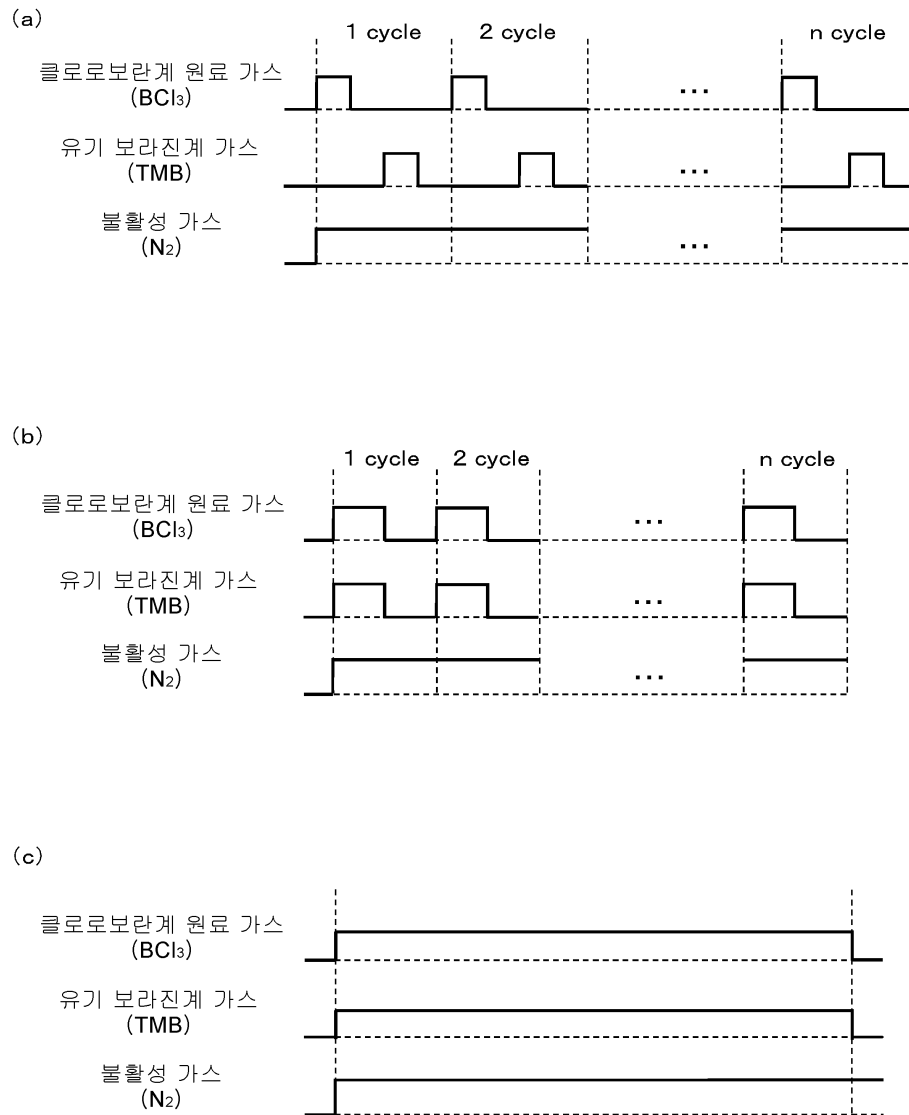 (a)
1 cycle 2 cycle n cycle
클로로보란계 원료 가스
(BCl₃)
...
유기 보라진계 가스
(TMB)
...
불활성 가스
(N₂)
...
(b)
1 cycle 2 cycle n cycle
클로로보란계 원료 가스
(BCl₃)
...
유기 보라진계 가스
(TMB)
...
불활성 가스
(N₂)
...
(c)
클로로보란계 원료 가스
(BCl₃)
유기 보라진계 가스
(TMB)
불활성 가스
(N₂)